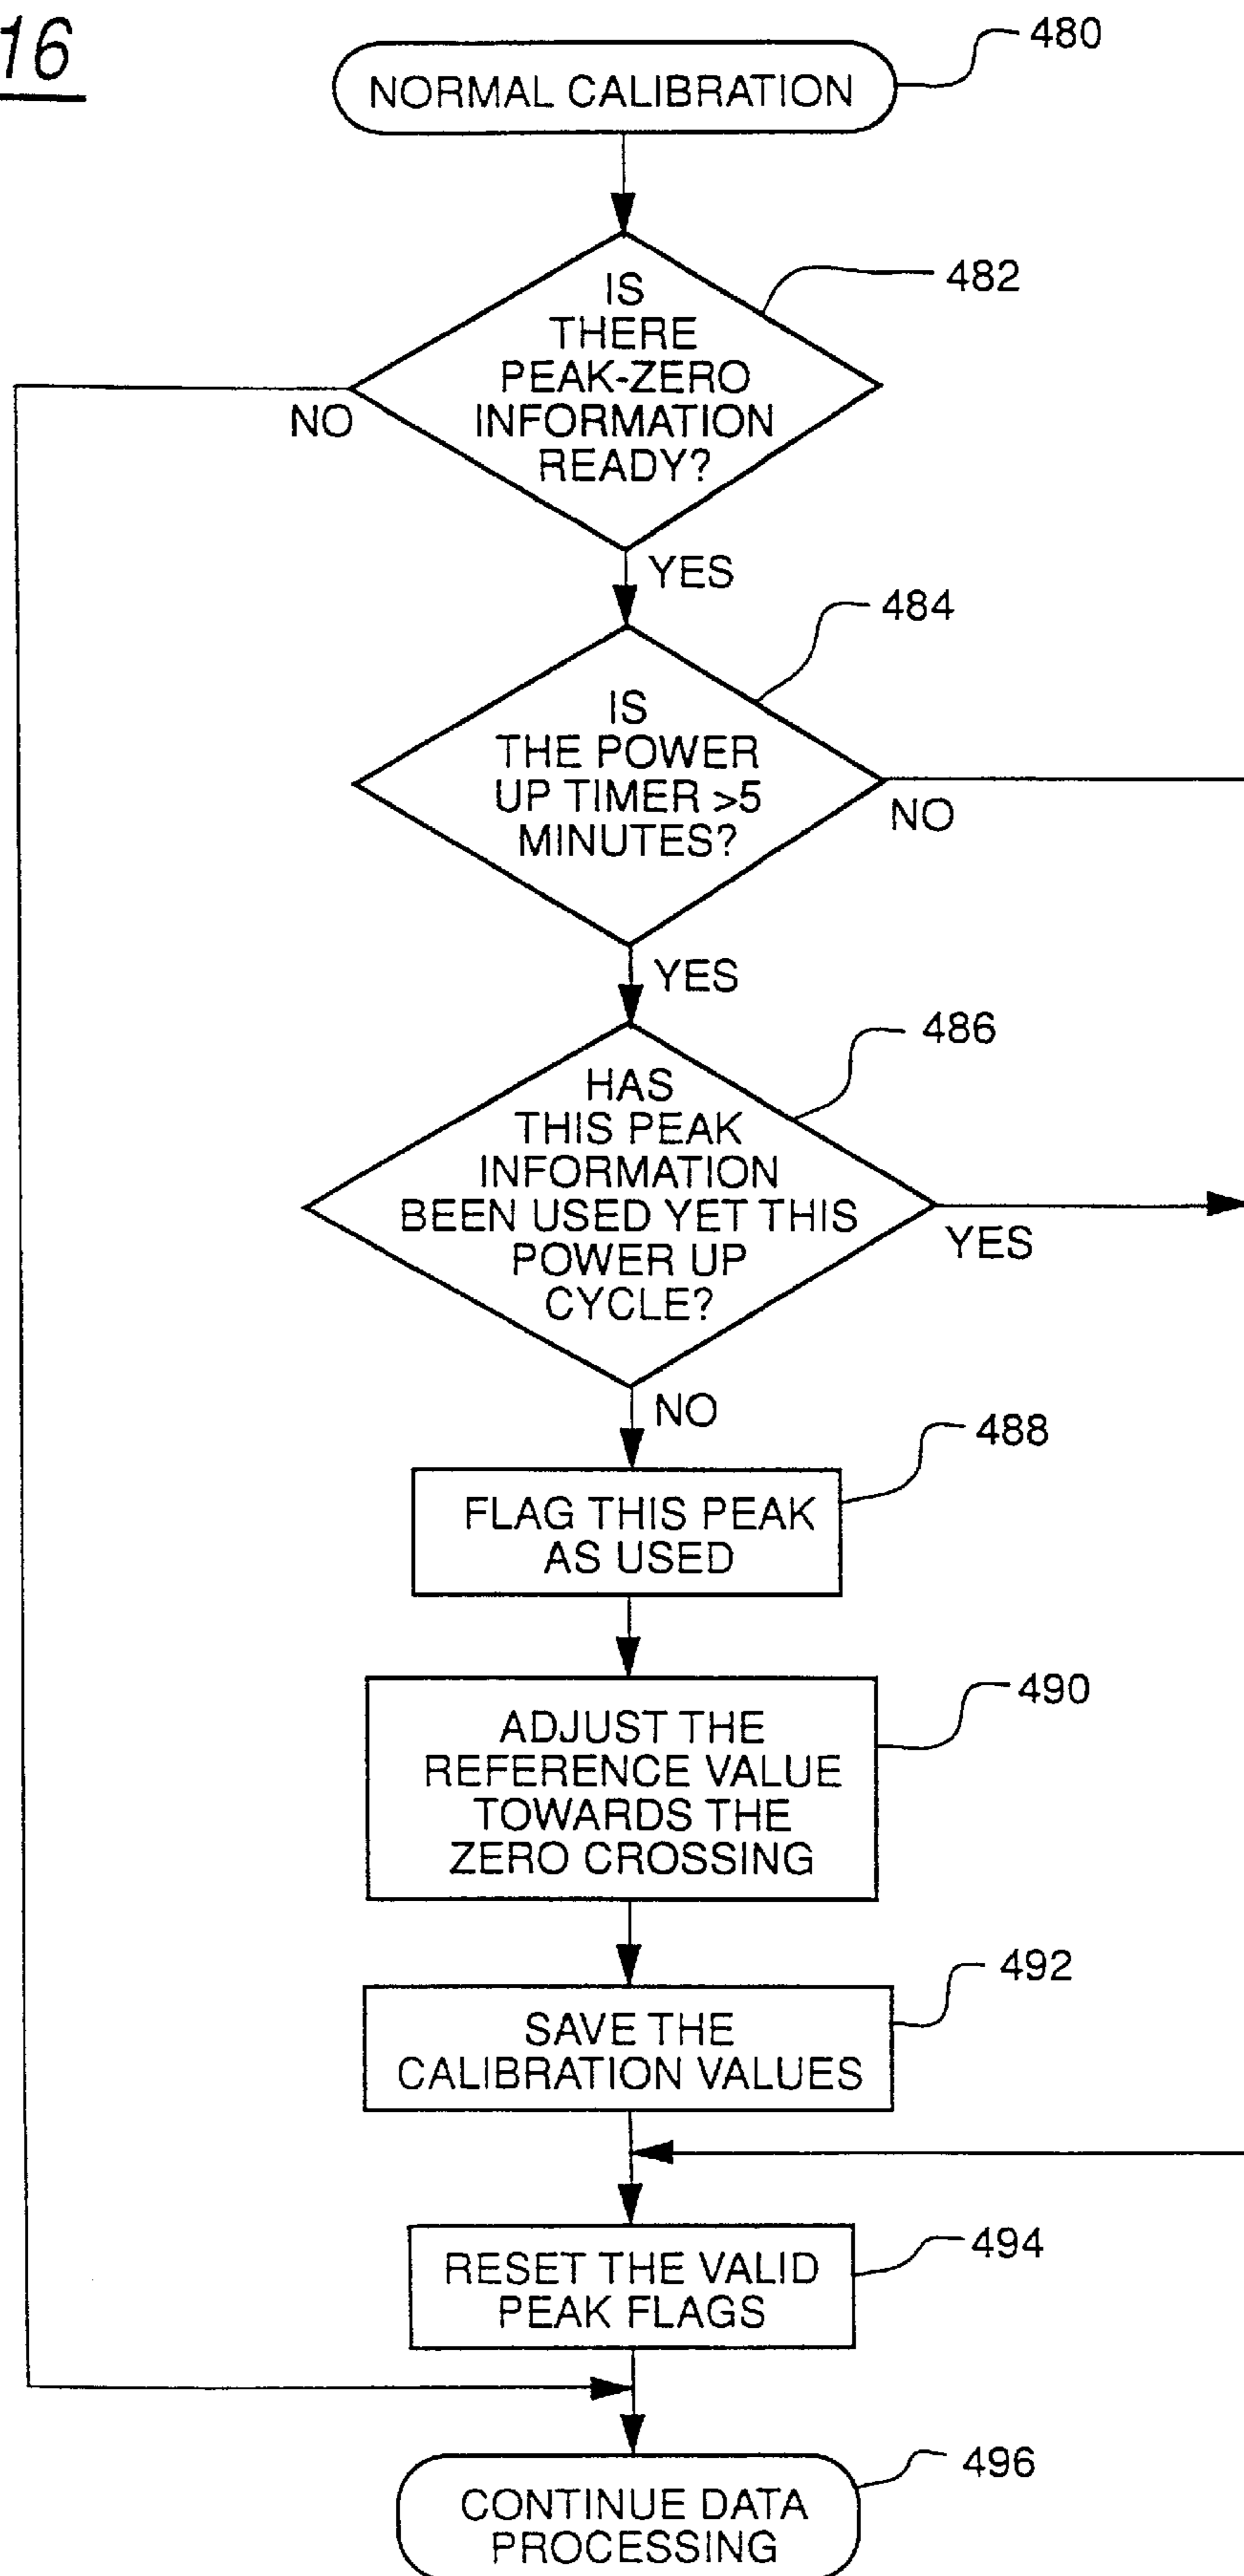 16
480
NORMAL CALIBRATION
482
IS
THERE
PEAK-ZERO
INFORMATION
READY?
NO
YES
484
IS
THE POWER
UP TIMER >5
MINUTES?
NO
YES
486
HAS
THIS PEAK
INFORMATION
BEEN USED YET THIS
POWER UP
CYCLE?
YES
NO
488
FLAG THIS PEAK
AS USED
490
ADJUST THE
REFERENCE VALUE
TOWARDS THE
ZERO CROSSING
492
SAVE THE
CALIBRATION VALUES
494
RESET THE VALID
PEAK FLAGS
496
CONTINUE DATA
PROCESSING